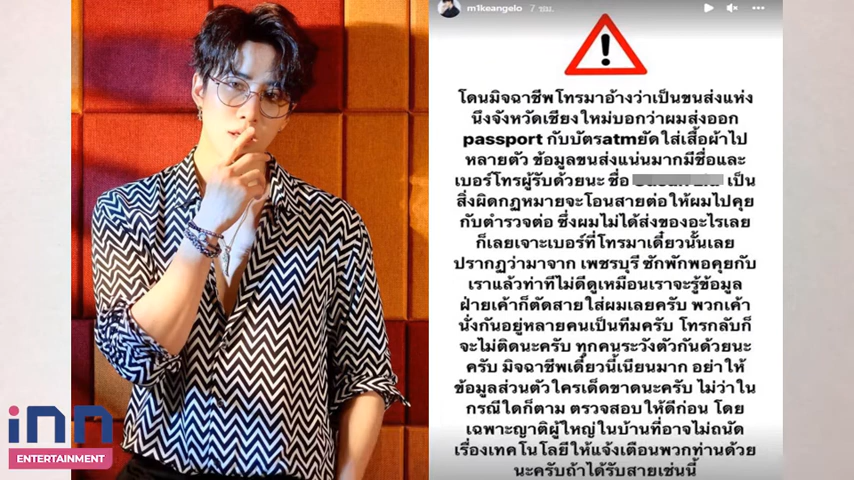 m1keangelo 7 ชม.
!
โดนมิจฉาชีพโทรมาอ้างว่าเป็นขนส่งแห่ง
นึงจังหวัดเชียงใหม่บอกว่าผมส่งออก
passport กับบัตรatmยัดใส่เสื้อผ้าไป
หลายตัว ข้อมูลขนส่งแน่นมากมีชื่อและ
เบอร์โทรผู้รับด้วยนะ ชื่อ เป็น
สิ่งผิดกฎหมายจะโอนสายต่อให้ผมไปคุย
กับตำรวจต่อ ซึ่งผมไม่ได้ส่งของอะไรเลย
ก็เลยเจาะเบอร์ที่โทรมาเดี๋ยวนั้นเลย
ปรากฏว่ามาจาก เพชรบุรี ซักพักพอคุยกับ
เราแล้วท่าทีไม่ดีดูเหมือนเราจะรู้ข้อมูล
ฝ่ายเค้าก็ตัดสายใส่ผมเลยครับ พวกเค้า
นั่งกันอยู่หลายคนเป็นทีมครับ โทรกลับก็
จะไม่ติดนะครับ ทุกคนระวังตัวกันด้วยนะ
ครับ มิจฉาชีพเดี๋ยวนี้เนียนมาก อย่าให้
ข้อมูลส่วนตัวใครเด็ดขาดนะครับ ไม่ว่าใน
กรณีใดก็ตาม ตรวจสอบให้ดีก่อน โดย
เฉพาะญาติผู้ใหญ่ในบ้านที่อาจไม่ถนัด
เรื่องเทคโนโลยีให้แจ้งเตือนพวกท่านด้วย
นะครับถ้าได้รับสายเช่นนี้
inn
ENTERTAINMENT